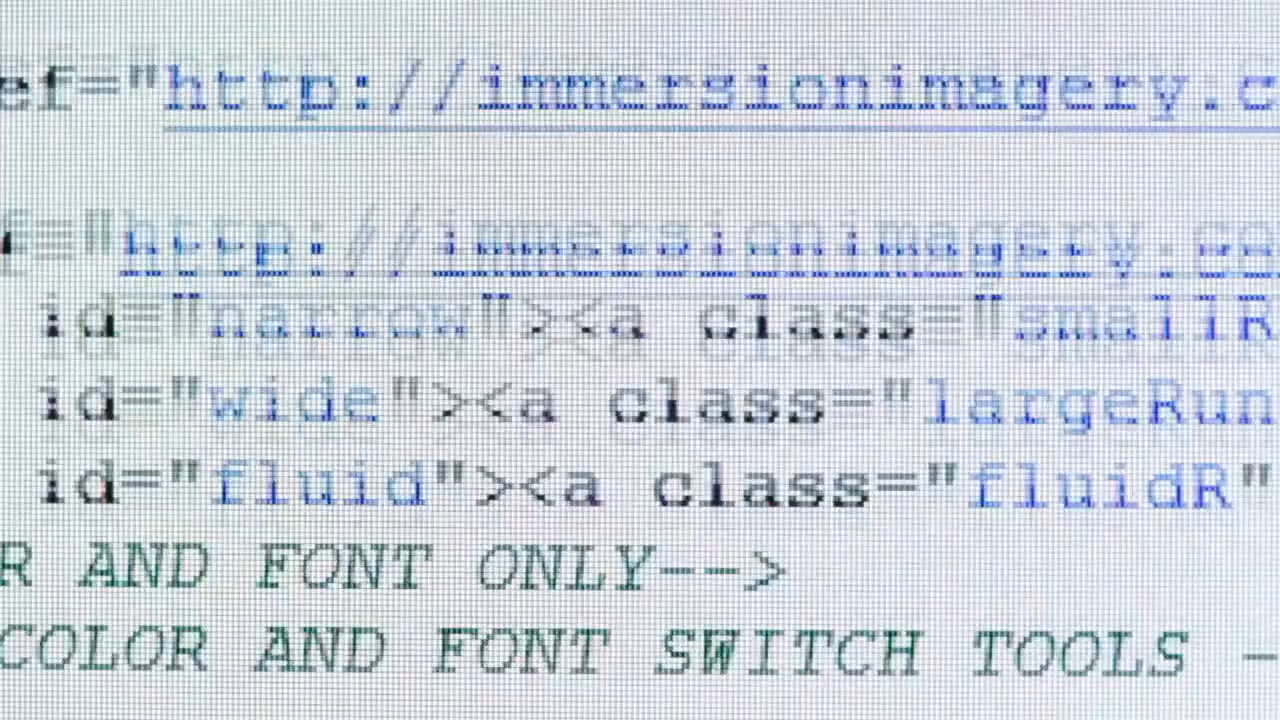 ef="http://immersionimagery.c
f="http://immersionimagery.co
id="narrow"><a class="smallR
id="wide"><a class="largeRun
id="fluid"><a class="fluidR"
R AND FONT ONLY-->
COLOR AND FONT SWITCH TOOLS -